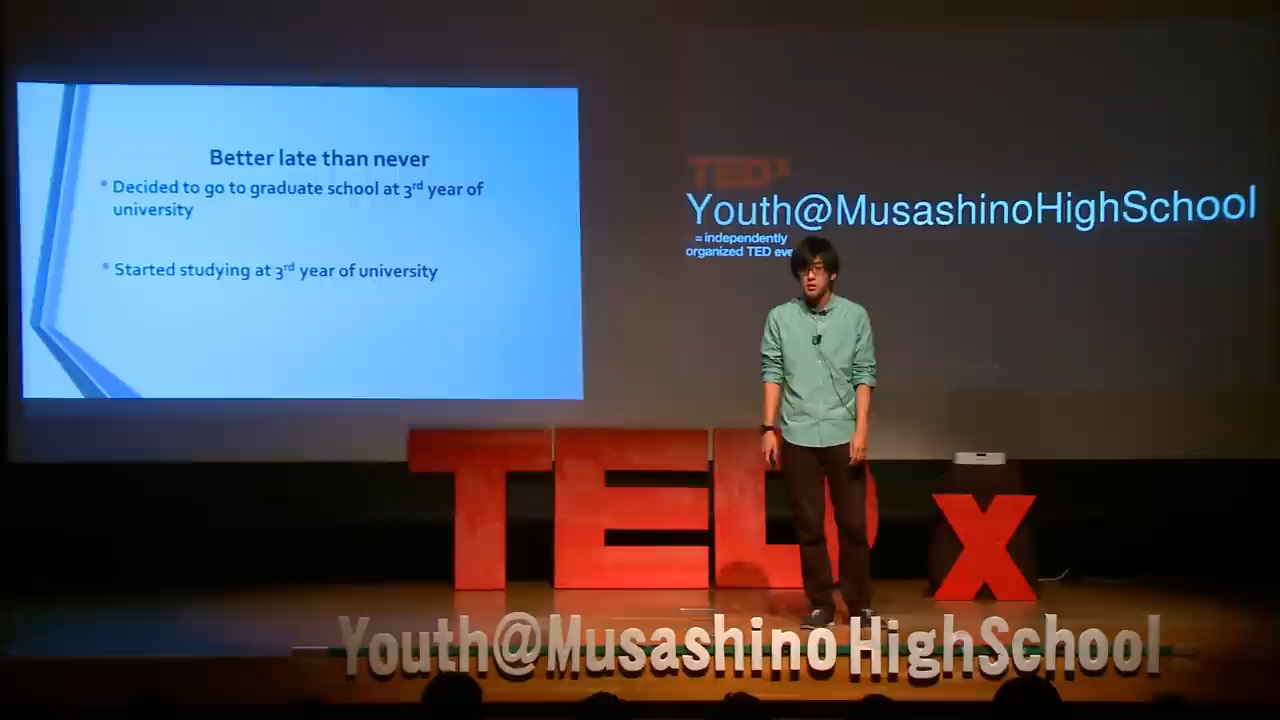 Better late than never
• Decided to go to graduate school at 3rd year of
university
• Started studying at 3rd year of university
TEDx
Youth@MusashinoHighSchool
= independently
organized TED eve
TEDx
Youth@MusashinoHighSchool